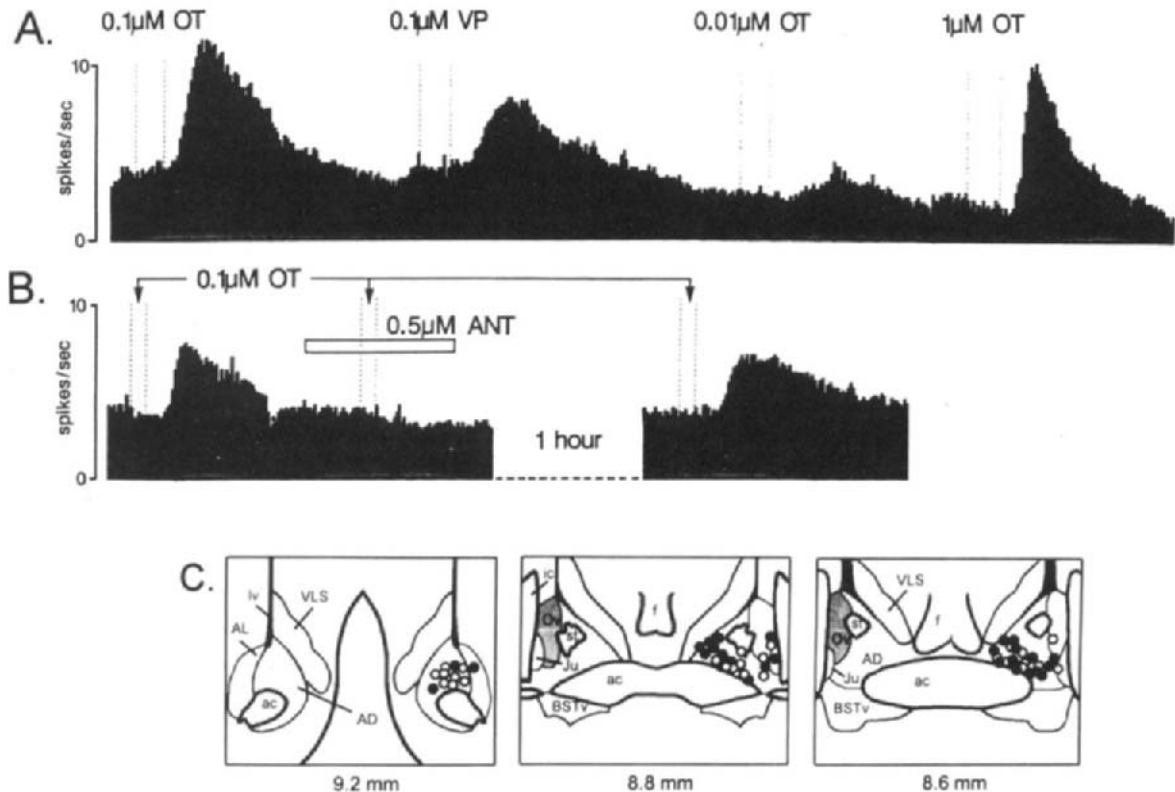 A.
0.1µM OT 0.1µM VP 0.01µM OT 1µM OT
10
spikes/sec
0
B.
0.1µM OT
0.5µM ANT
10
spikes/sec
0
1 hour
C.
lv
VLS
AL
ac
AD
9.2 mm
ic
f
Ov
st
Ju
ac
BSTv
8.8 mm
VLS
f
Ov
st
AD
Ju
ac
BSTv
8.6 mm